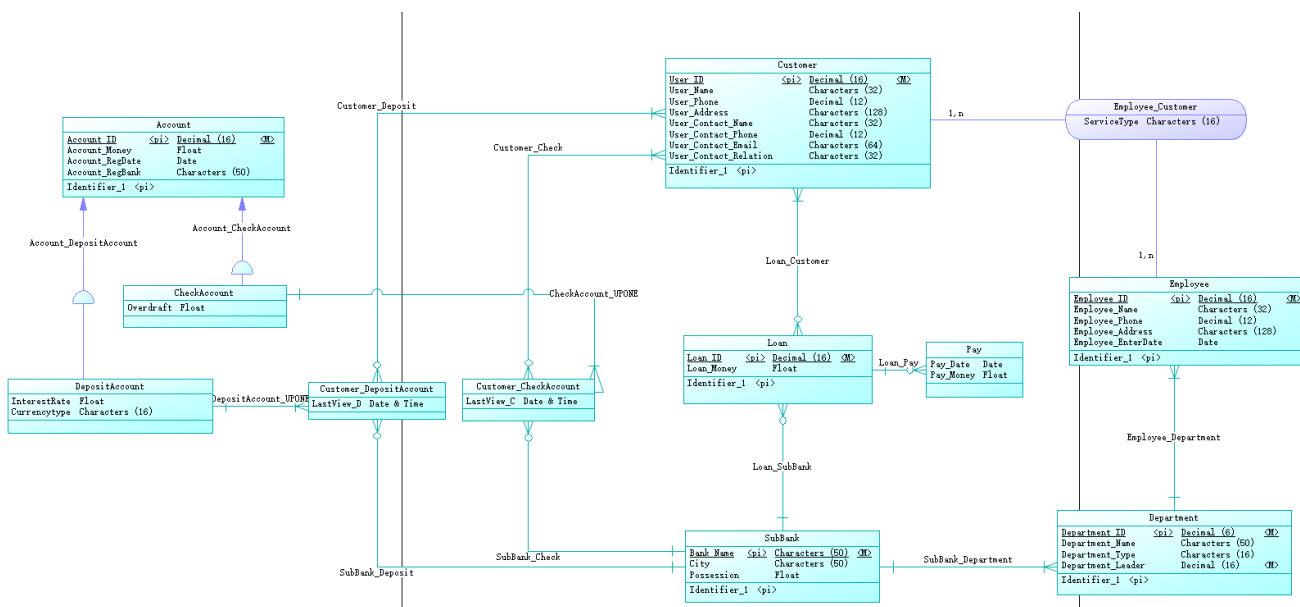 Customer
User_ID <pi> Decimal (16) <M>
User_Name Characters (32)
User_Phone Decimal (12)
User_Address Characters (128)
User_Contact_Name Characters (32)
User_Contact_Phone Decimal (12)
User_Contact_Email Characters (64)
User_Contact_Relation Characters (32)
Identifier_1 <pi>
Customer_Deposit
Customer_Check
1,n
Employee_Customer
ServiceType Characters (16)
Account
Account_ID <pi> Decimal (16) <M>
Account_Money Float
Account_RegDate Date
Account_RegBank Characters (50)
Identifier_1 <pi>
Account_CheckAccount
Account_DepositAccount
Loan_Customer
1,n
CheckAccount
Overdraft Float
CheckAccount_UPONE
Employee
Employee_ID <pi> Decimal (16) <M>
Employee_Name Characters (32)
Employee_Phone Decimal (12)
Employee_Address Characters (128)
Employee_EnterDate Date
Identifier_1 <pi>
Loan
Loan_ID <pi> Decimal (16) <M>
Loan_Money Float
Identifier_1 <pi>
Loan_Pay
Pay
Pay_Date Date
Pay_Money Float
DepositAccount
InterestRate Float
Currencytype Characters (16)
DepositAccount_UPONE
Customer_DepositAccount
LastView_D Date & Time
Customer_CheckAccount
LastView_C Date & Time
Employee_Department
Loan_SubBank
SubBank_Check
SubBank_Deposit
SubBank
Bank_Name <pi> Characters (50) <M>
City Characters (50)
Possession Float
Identifier_1 <pi>
SubBank_Department
Department
Department_ID <pi> Decimal (6) <M>
Department_Name Characters (50)
Department_Type Characters (16)
Department_Leader Decimal (16) <M>
Identifier_1 <pi>